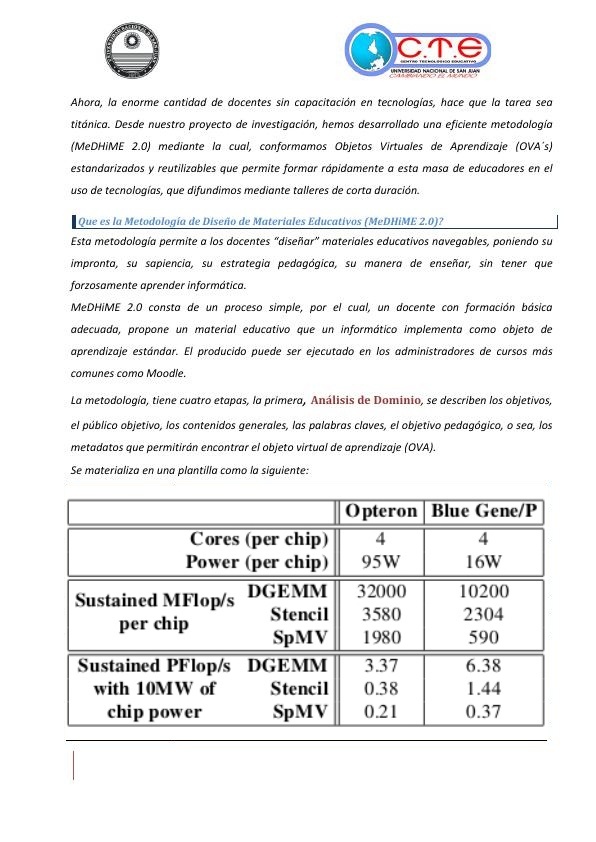 C.T.E
CENTRO TECNOLÓGICO EDUCATIVO
UNIVERSIDAD NACIONAL DE SAN JUAN
CAMBIANDO EL MUNDO
Ahora, la enorme cantidad de docentes sin capacitación en tecnologías, hace que la tarea sea
titánica. Desde nuestro proyecto de investigación, hemos desarrollado una eficiente metodología
(MeDHiME 2.0) mediante la cual, conformamos Objetos Virtuales de Aprendizaje (OVA´s)
estandarizados y reutilizables que permite formar rápidamente a esta masa de educadores en el
uso de tecnologías, que difundimos mediante talleres de corta duración.
Que es la Metodología de Diseño de Materiales Educativos (MeDHiME 2.0)?
Esta metodología permite a los docentes “diseñar” materiales educativos navegables, poniendo su
impronta, su sapiencia, su estrategia pedagógica, su manera de enseñar, sin tener que
forzosamente aprender informática.
MeDHiME 2.0 consta de un proceso simple, por el cual, un docente con formación básica
adecuada, propone un material educativo que un informático implementa como objeto de
aprendizaje estándar. El producido puede ser ejecutado en los administradores de cursos más
comunes como Moodle.
La metodología, tiene cuatro etapas, la primera, Análisis de Dominio, se describen los objetivos,
el público objetivo, los contenidos generales, las palabras claves, el objetivo pedagógico, o sea, los
metadatos que permitirán encontrar el objeto virtual de aprendizaje (OVA).
Se materializa en una plantilla como la siguiente:
Opteron Blue Gene/P
Cores (per chip) 4 4
Power (per chip) 95W 16W
Sustained MFlop/s per chip DGEMM 32000 10200
Stencil 3580 2304
SpMV 1980 590
Sustained PFlop/s DGEMM 3.37 6.38
with 10MW of Stencil 0.38 1.44
chip power SpMV 0.21 0.37